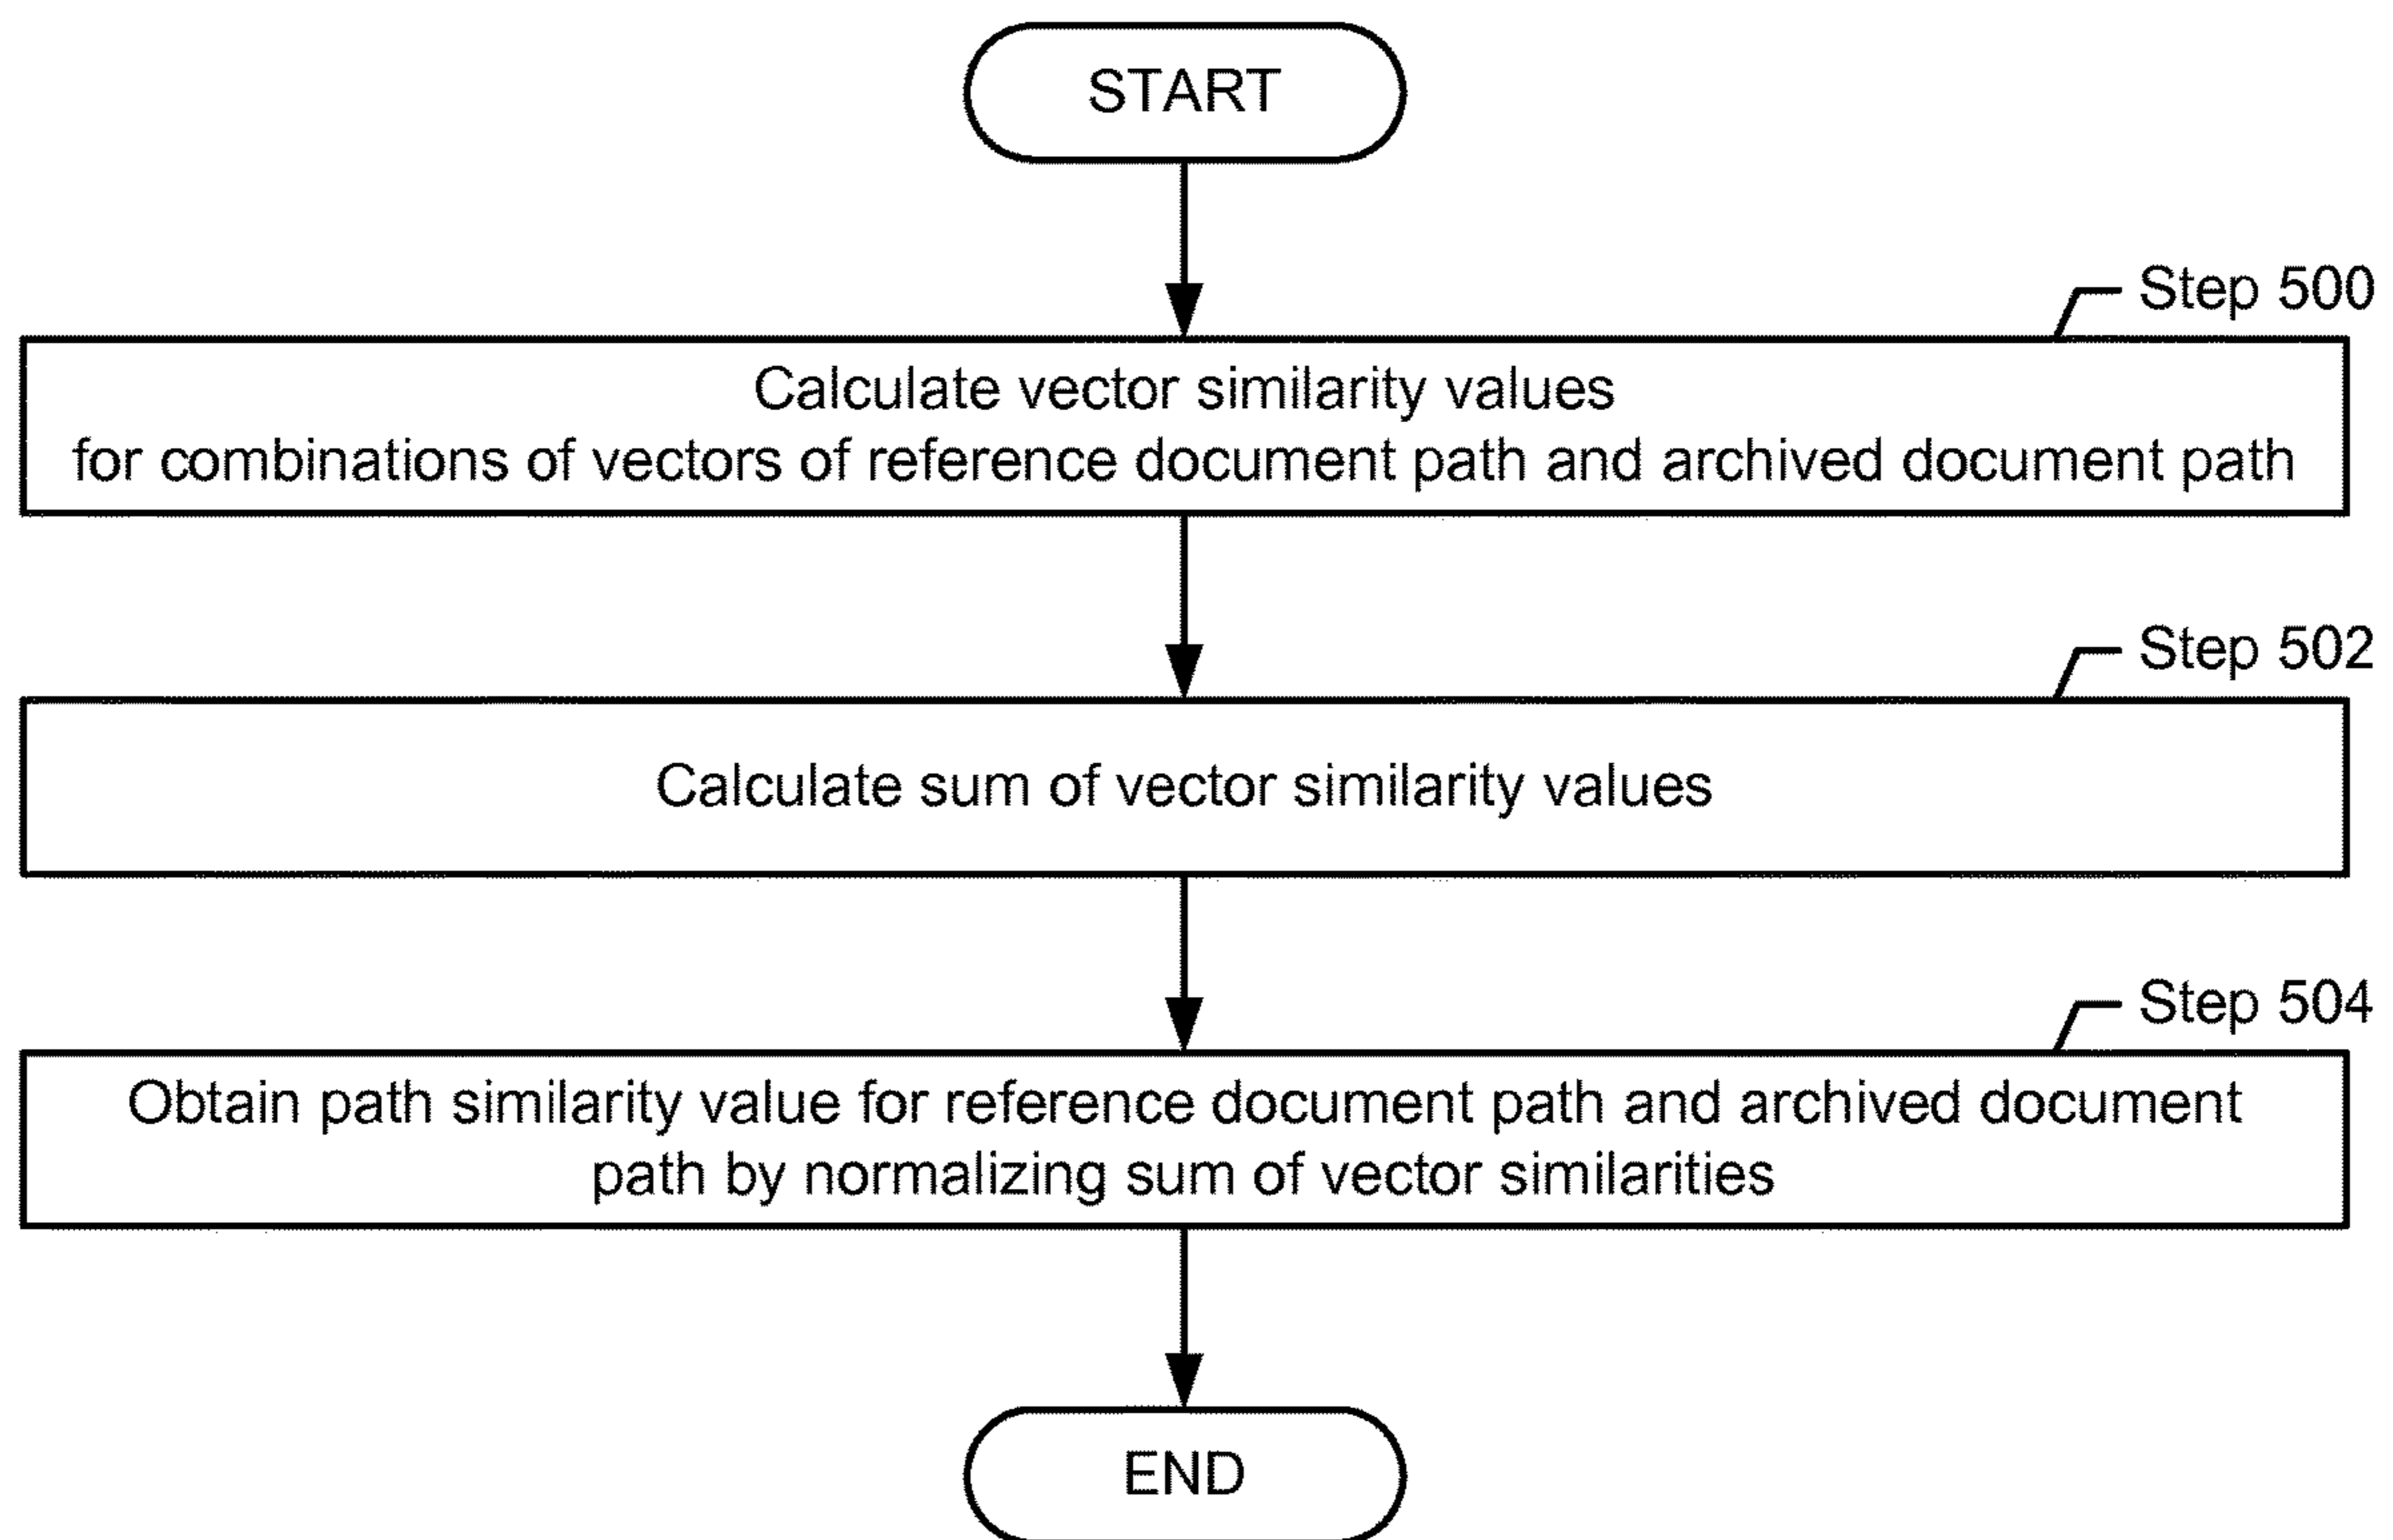 START
Step 500
Calculate vector similarity values
for combinations of vectors of reference document path and archived document path
Step 502
Calculate sum of vector similarity values
Step 504
Obtain path similarity value for reference document path and archived document
path by normalizing sum of vector similarities
END